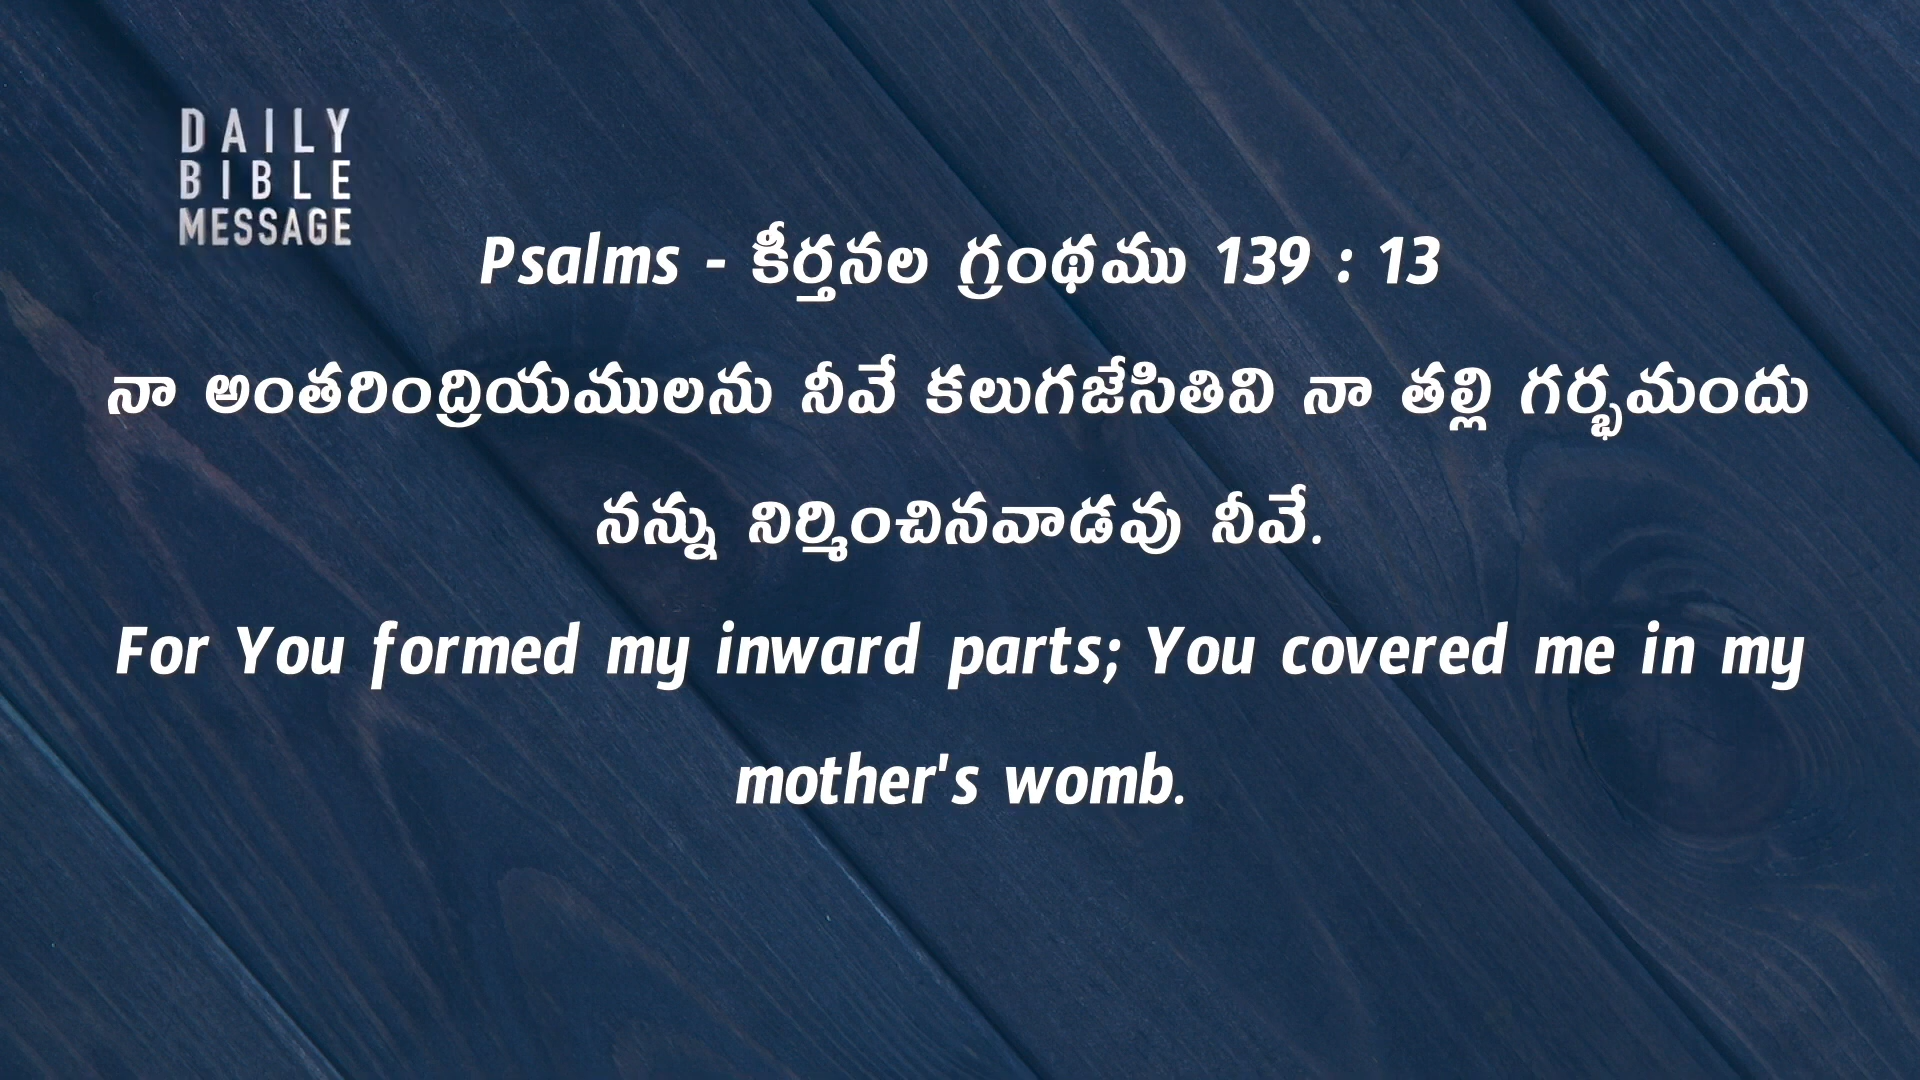 DAILY
BIBLE
MESSAGE
Psalms - కీర్తనల గ్రంథము 139 : 13
నా అంతరింద్రియములను నీవే కలుగజేసితివి నా తల్లి గర్భమందు
నన్ను నిర్మించినవాడవు నీవే.
For You formed my inward parts; You covered me in my
mother's womb.